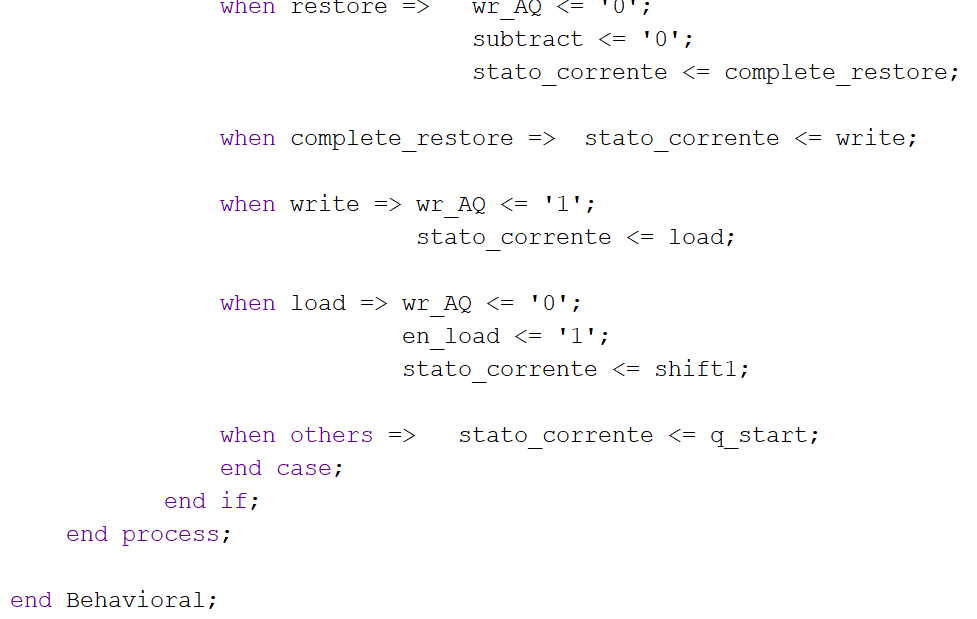 when restore => wr_AQ <= '0';
subtract <= '0';
stato_corrente <= complete_restore;
when complete_restore => stato_corrente <= write;
when write => wr_AQ <= '1';
stato_corrente <= load;
when load => wr_AQ <= '0';
en_load <= '1';
stato_corrente <= shift1;
when others => stato_corrente <= q_start;
end case;
end if;
end process;
end Behavioral;